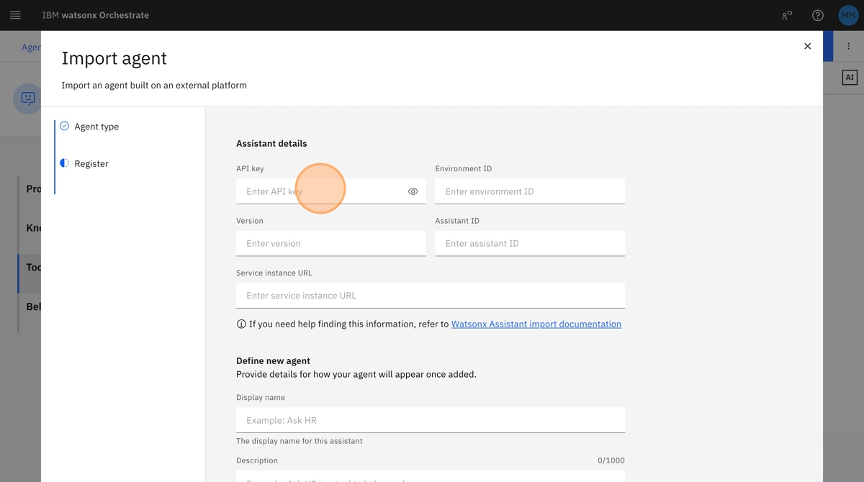 IBM watsonx Orchestrate
MM
Agen
AI
Import agent
Import an agent built on an external platform
Agent type
Register
Pro
Kno
Too
Beh
Assistant details
API key
Environment ID
Enter API key
Enter environment ID
Version
Assistant ID
Enter version
Enter assistant ID
Service instance URL
Enter service instance URL
If you need help finding this information, refer to Watsonx Assistant import documentation
Define new agent
Provide details for how your agent will appear once added.
Display name
Example: Ask HR
The display name for this assistant
Description
0/1000